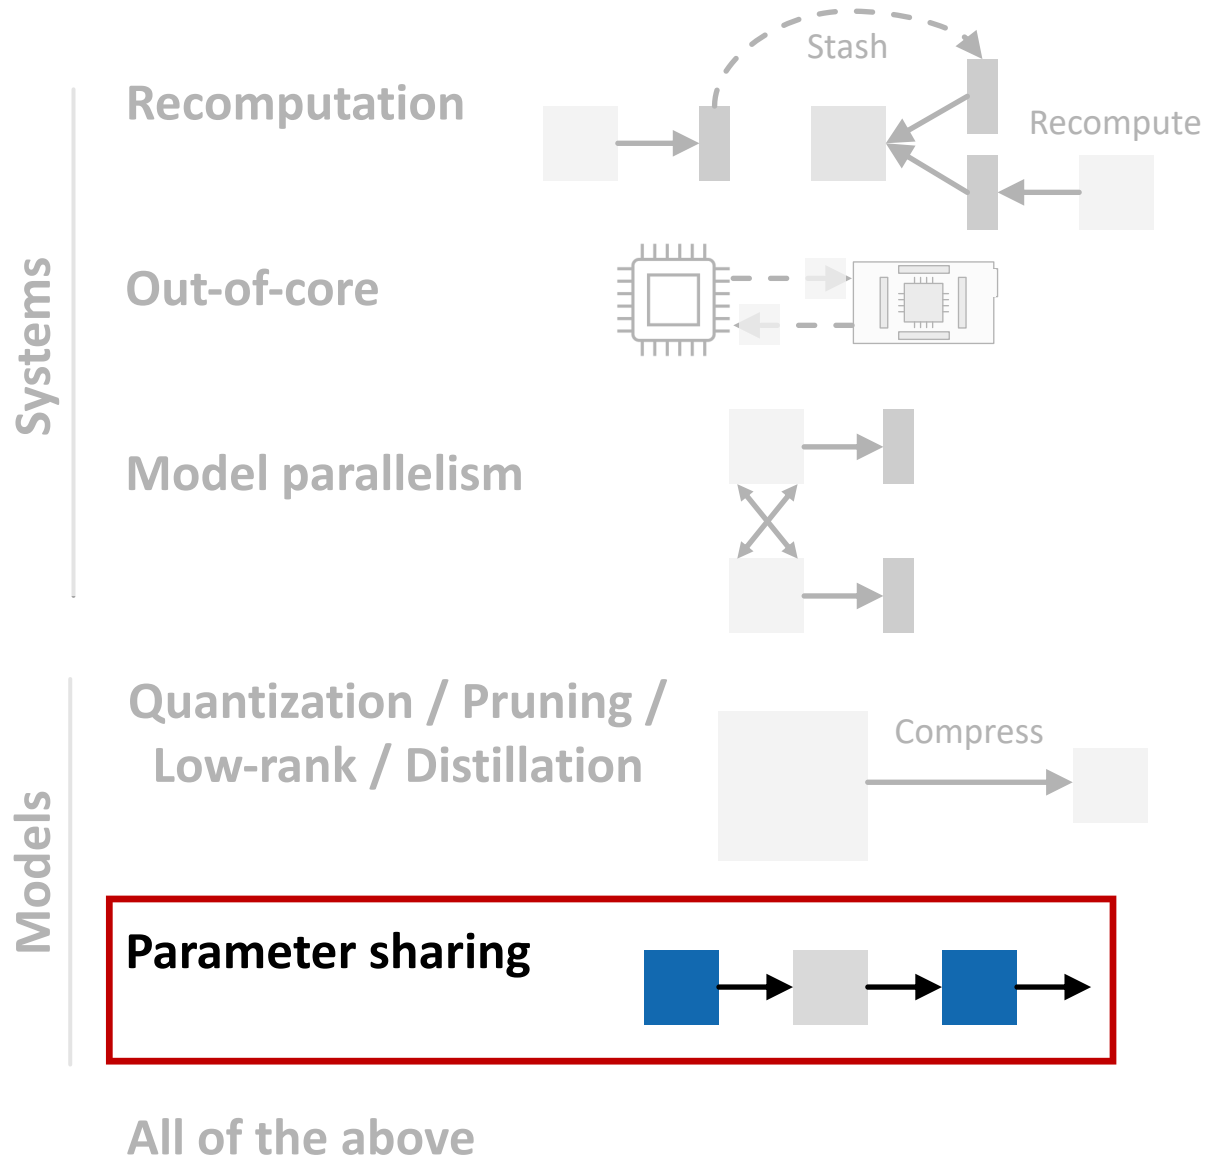 Systems
Recomputation
Stash
Recompute
Out-of-core
Model parallelism
Models
Quantization / Pruning /
Low-rank / Distillation
Compress
Parameter sharing
All of the above